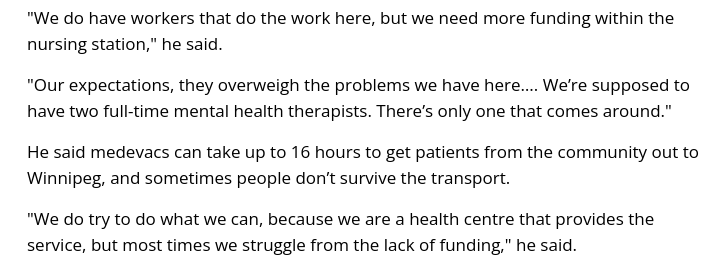 "We do have workers that do the work here, but we need more funding within the
nursing station," he said.
"Our expectations, they overweigh the problems we have here.... We’re supposed to
have two full-time mental health therapists. There’s only one that comes around."
He said medevacs can take up to 16 hours to get patients from the community out to
Winnipeg, and sometimes people don’t survive the transport.
"We do try to do what we can, because we are a health centre that provides the
service, but most times we struggle from the lack of funding," he said.